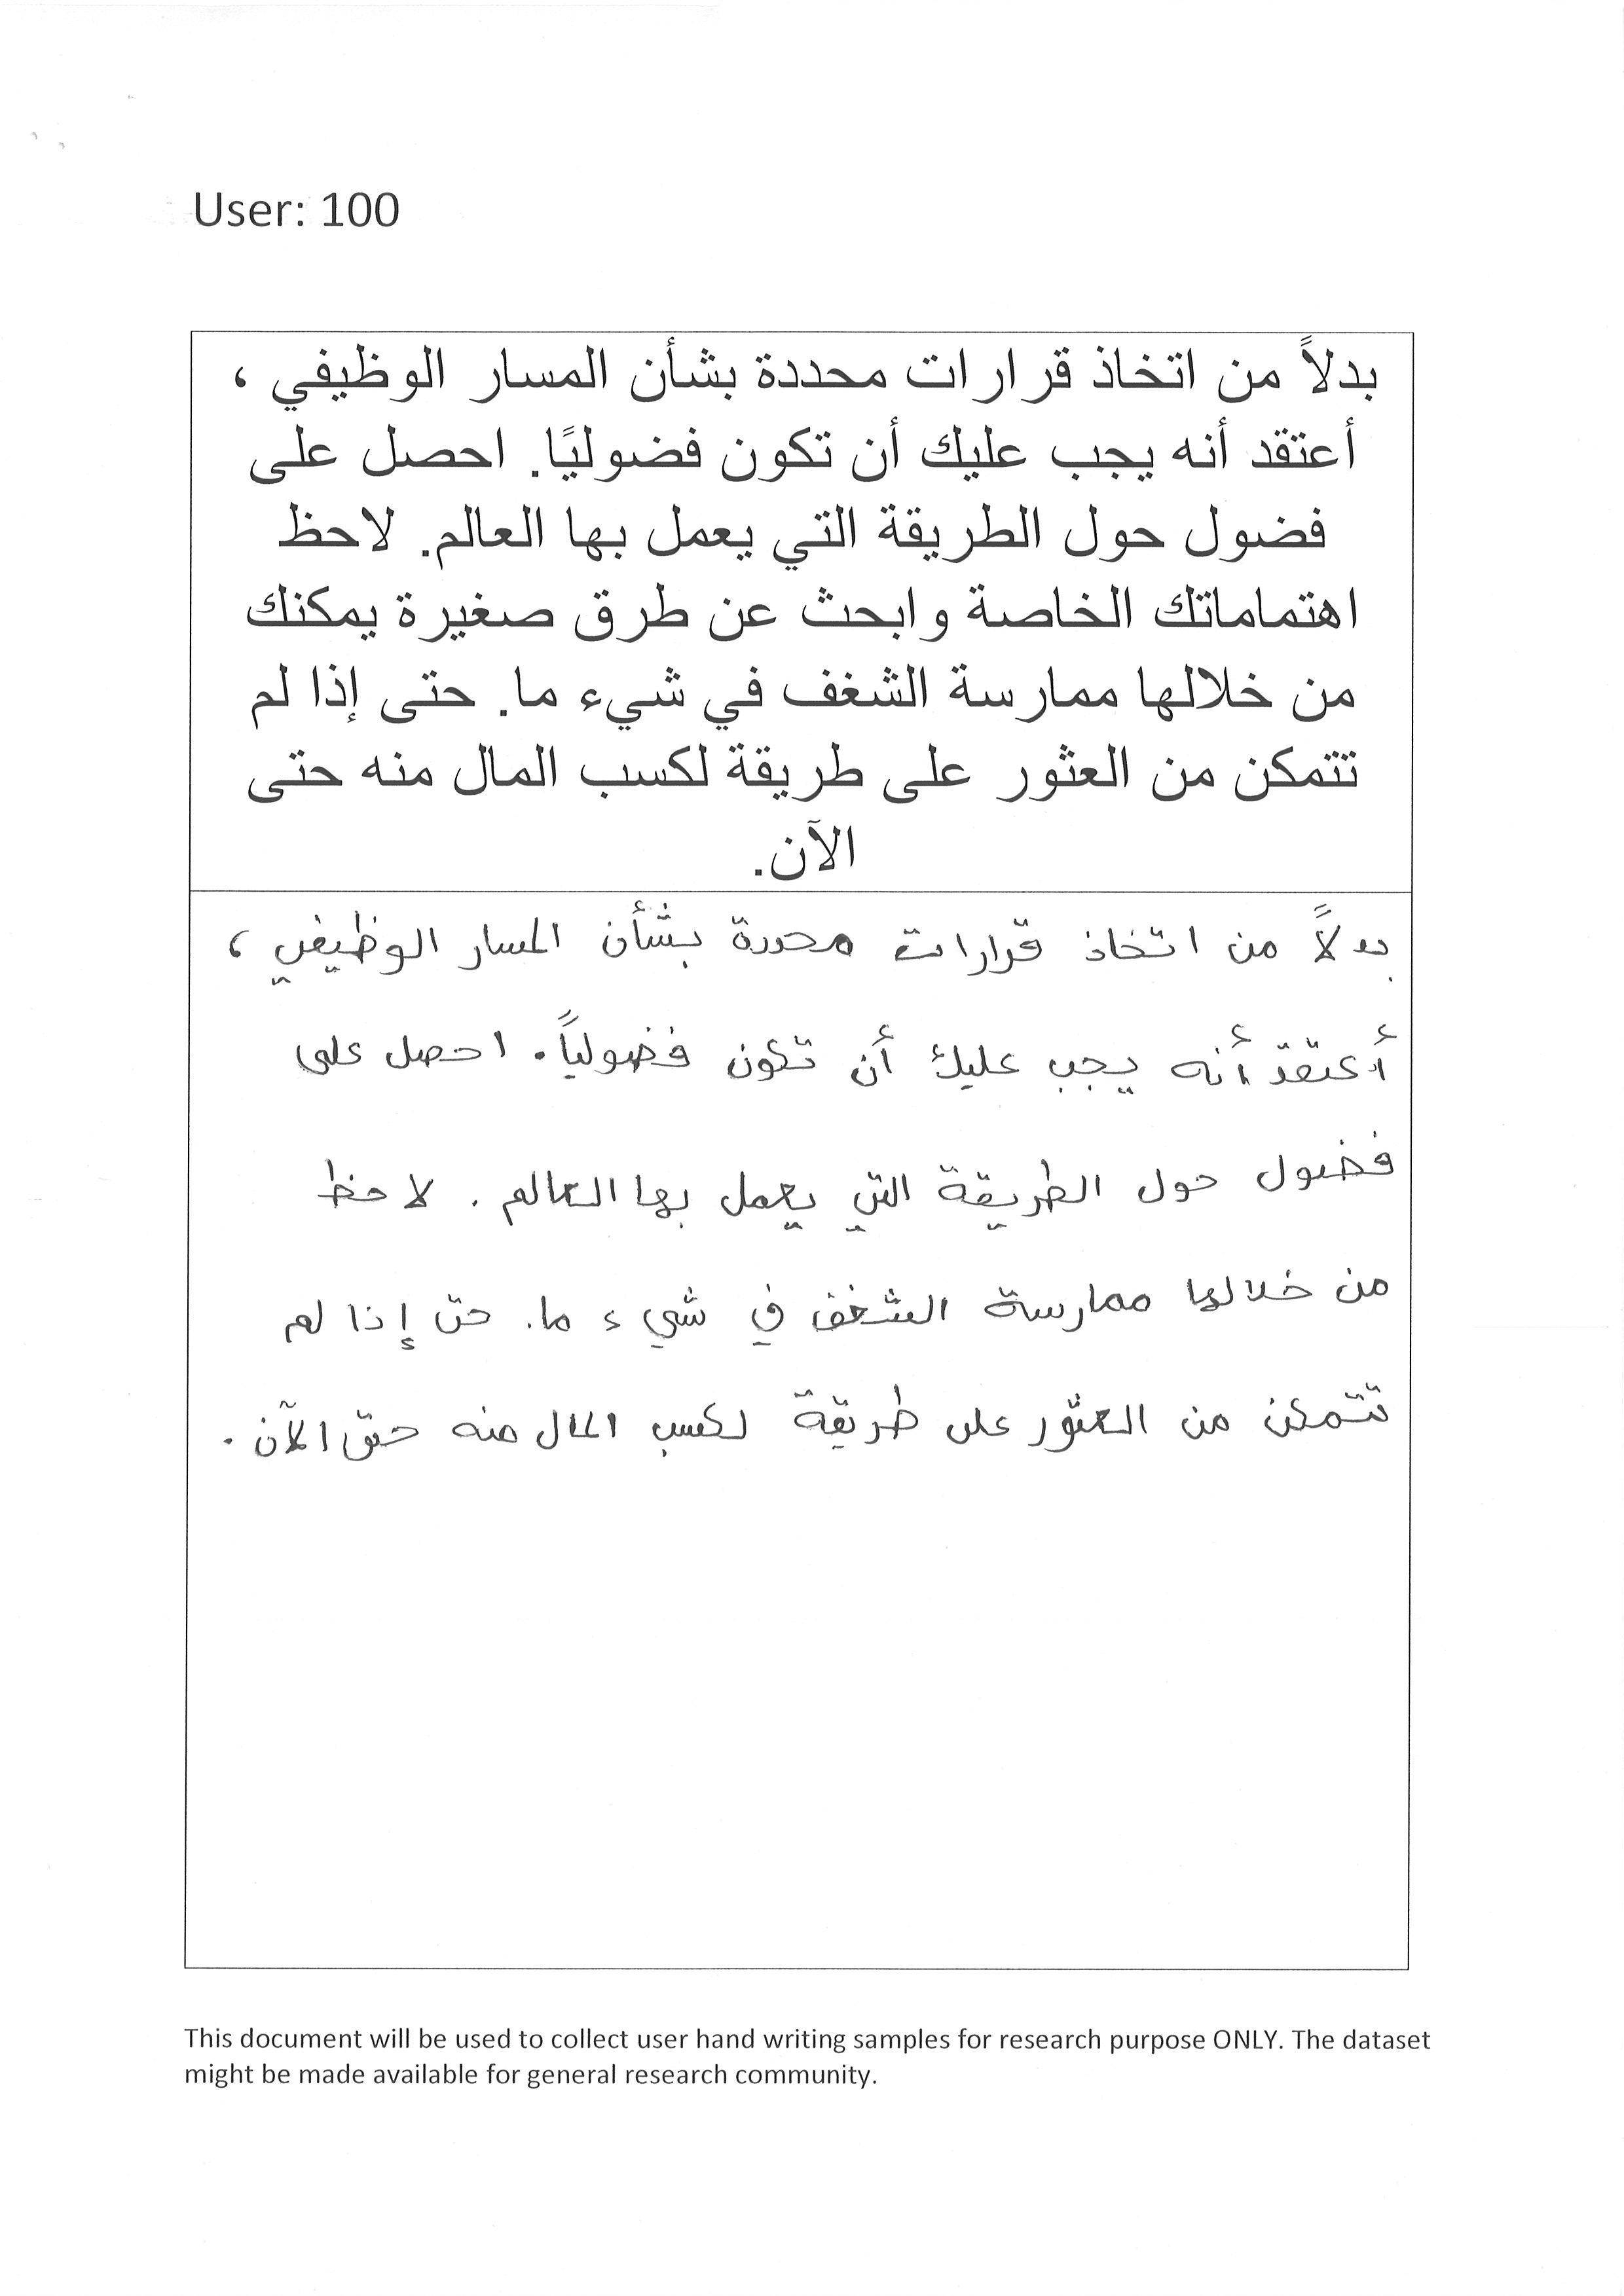 User: 100
بدلاً من اتخاذ قرارات محددة بشأن المسار الوظيفي ،
أعتقد أنه يجب عليك أن تكون فضوليًا. احصل على
فضول حول الطريقة التي يعمل بها العالم. لاحظ
اهتماماتك الخاصة وابحث عن طرق صغيرة يمكنك
من خلالها ممارسة الشغف في شيء ما. حتى إذا لم
تتمكن من العثور على طريقة لكسب المال منه حتى
الآن.
بدلاً من اتخاذ قرارات محددة بشأن المسار الوظيفي ،
أعتقد أنه يجب عليك أن تكون فضولياً. احصل على
فضول حول الطريقة التي يعمل بها العالم . لاحظ
من خلالها ممارسة الشغف في شيء ما. حتى إذا لم
تتمكن من العثور على طريقة لكسب المال منه حتى الآن .
This document will be used to collect user hand writing samples for research purpose ONLY. The dataset
might be made available for general research community.